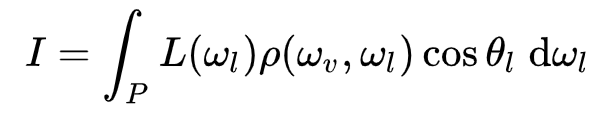 I = ∫_P L(ω_l)ρ(ω_v, ω_l) cos θ_l dω_l